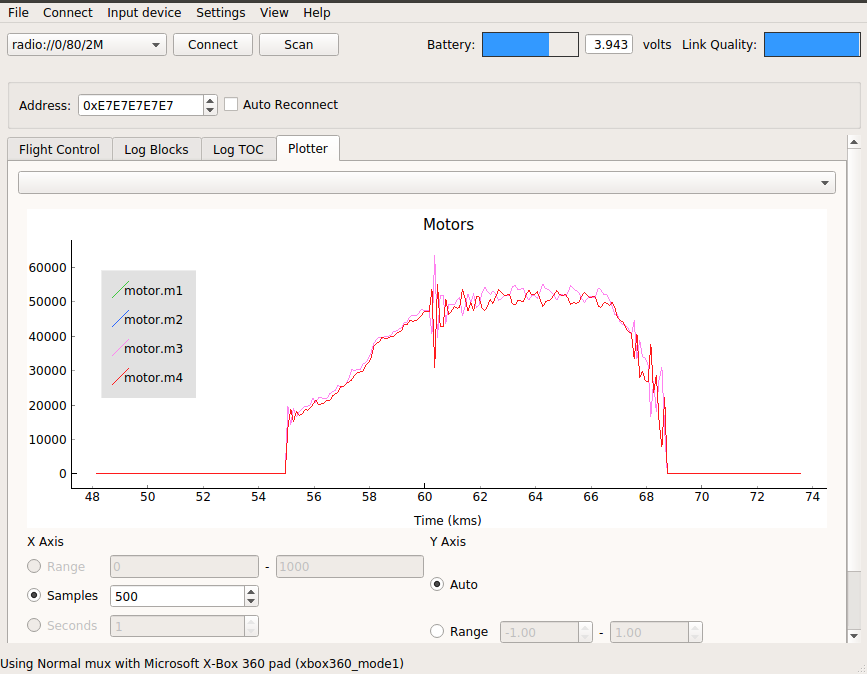 File Connect Input device Settings View Help
radio://0/80/2M Connect Scan Battery: 3.943 volts Link Quality:
Address: 0xE7E7E7E7E7 Auto Reconnect
Flight Control Log Blocks Log TOC Plotter
Motors
60000
50000
40000
30000
20000
10000
0
motor.m1
motor.m2
motor.m3
motor.m4
48 50 52 54 56 58 60 62 64 66 68 70 72 74
Time (kms)
X Axis
Range 0 - 1000
Samples 500
Seconds 1
Y Axis
Auto
Range -1.00 - 1.00
Using Normal mux with Microsoft X-Box 360 pad (xbox360_mode1)